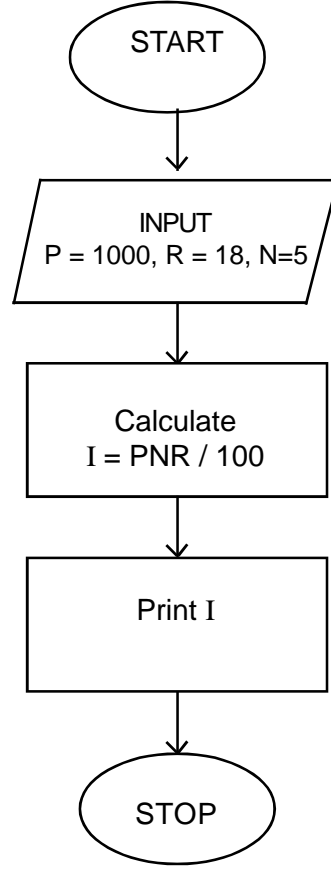 START
INPUT
P = 1000, R = 18, N=5
Calculate
I = PNR / 100
Print I
STOP